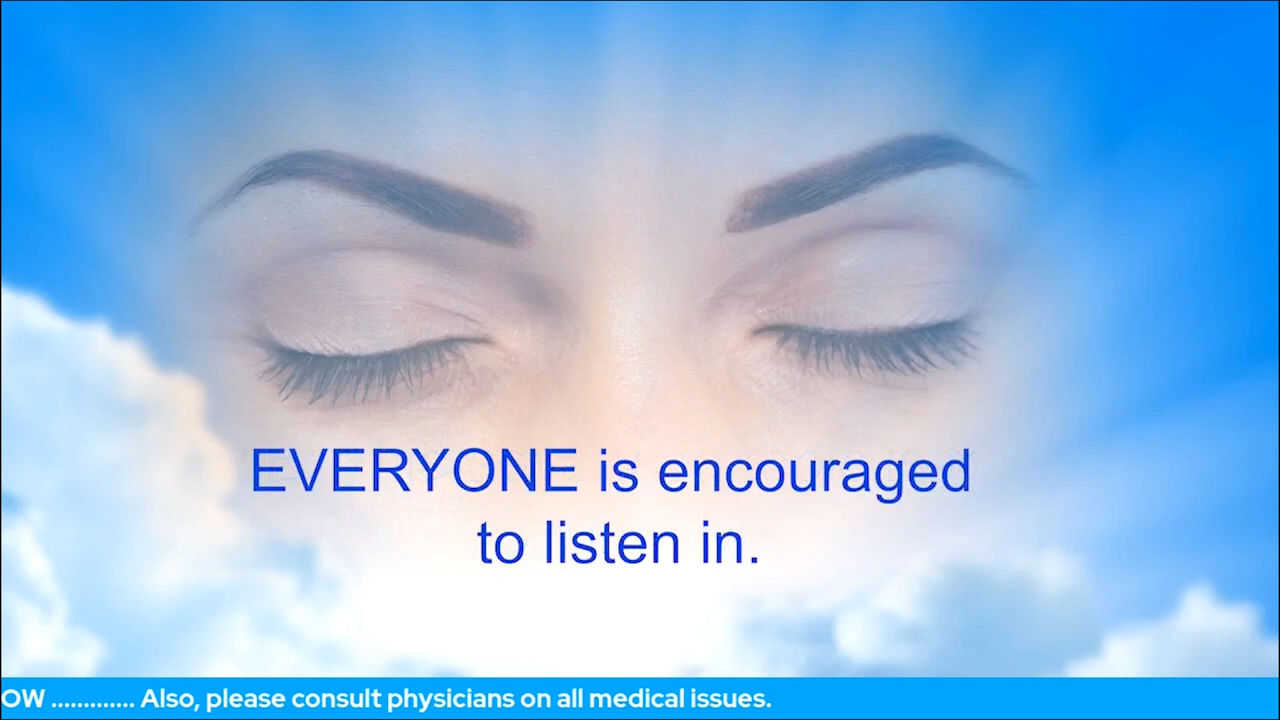 EVERYONE is encouraged
to listen in.
OW ............. Also, please consult physicians on all medical issues.